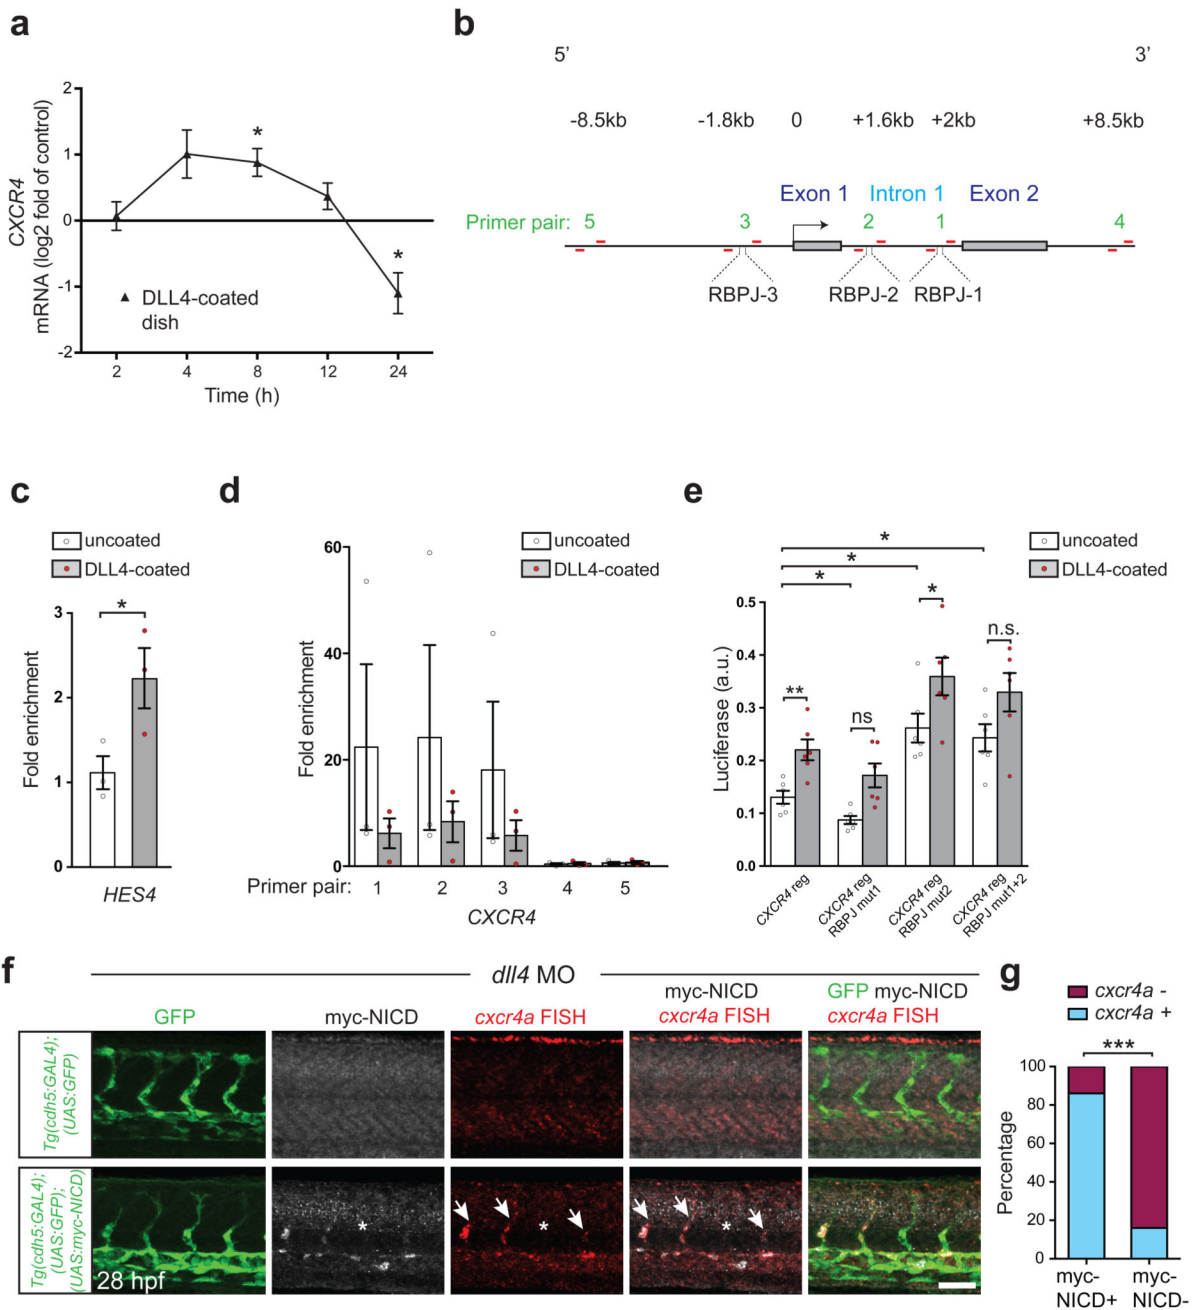 a
CXCR4
mRNA (log2 fold of control)
2
1
0
-1
-2
*
*
DLL4-coated
dish
2
4
8
12
24
Time (h)
b
5’
3’
-8.5kb
-1.8kb
0
+1.6kb
+2kb
+8.5kb
Exon 1
Intron 1
Exon 2
Primer pair:
5
3
2
1
4
RBPJ-3
RBPJ-2
RBPJ-1
c
uncoated
DLL4-coated
Fold enrichment
3
2
1
0
*
HES4
d
uncoated
DLL4-coated
Fold enrichment
60
40
20
0
Primer pair:
1
2
3
4
5
CXCR4
e
uncoated
DLL4-coated
Luciferase (a.u.)
0.5
0.4
0.3
0.2
0.1
0.0
*
*
*
**
ns
*
n.s.
CXCR4 reg
CXCR4 reg
RBPJ mut1
CXCR4 reg
RBPJ mut2
CXCR4 reg
RBPJ mut1+2
f
dll4 MO
GFP
myc-NICD
cxcr4a FISH
myc-NICD
cxcr4a FISH
GFP myc-NICD
cxcr4a FISH
Tg(cdh5:GAL4);
(UAS:GFP)
Tg(cdh5:GAL4);
(UAS:GFP);
(UAS:myc-NICD)
28 hpf
*
*
*
g
cxcr4a -
cxcr4a +
***
Percentage
100
80
60
40
20
0
myc-
NICD+
myc-
NICD-